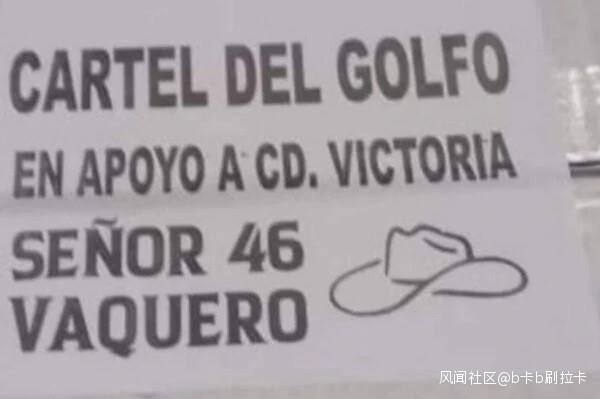 CARTEL DEL GOLFO
EN APOYO A CD. VICTORIA
SEÑOR 46
VAQUERO
风闻社区@b卡b刷拉卡